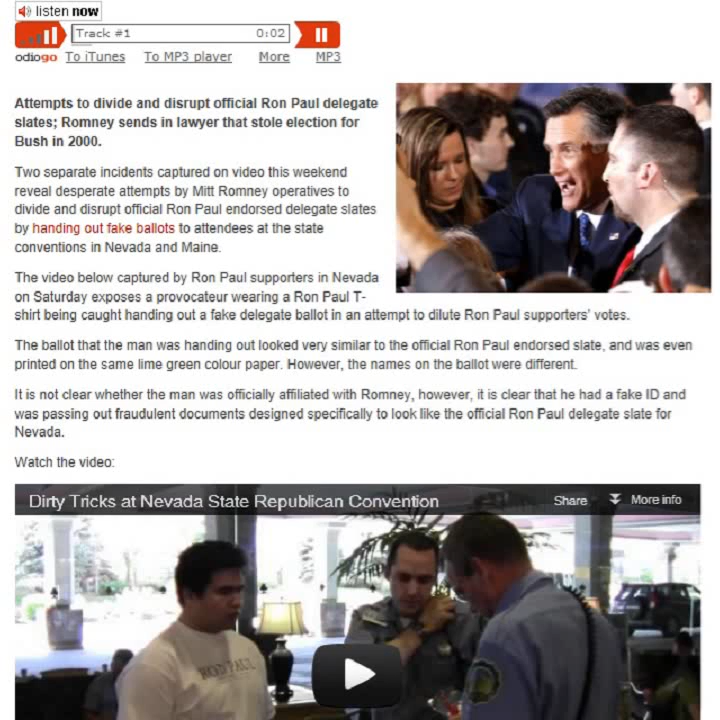 listen now
Track #1 0:02
odiogo To iTunes To MP3 player More MP3
Attempts to divide and disrupt official Ron Paul delegate
slates; Romney sends in lawyer that stole election for
Bush in 2000.
Two separate incidents captured on video this weekend
reveal desperate attempts by Mitt Romney operatives to
divide and disrupt official Ron Paul endorsed delegate slates
by handing out fake ballots to attendees at the state
conventions in Nevada and Maine.
The video below captured by Ron Paul supporters in Nevada
on Saturday exposes a provocateur wearing a Ron Paul T-
shirt being caught handing out a fake delegate ballot in an attempt to dilute Ron Paul supporters' votes.
The ballot that the man was handing out looked very similar to the official Ron Paul endorsed slate, and was even
printed on the same lime green colour paper. However, the names on the ballot were different.
It is not clear whether the man was officially affiliated with Romney, however, it is clear that he had a fake ID and
was passing out fraudulent documents designed specifically to look like the official Ron Paul delegate slate for
Nevada.
Watch the video:
Dirty Tricks at Nevada State Republican Convention Share More info
RON PAUL